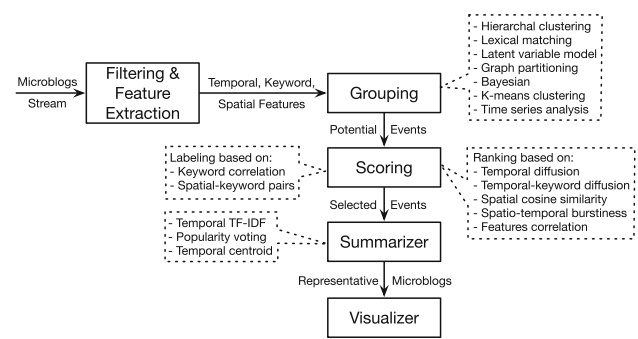 Microblogs
Stream
Filtering &
Feature
Extraction
Temporal, Keyword,
Spatial Features
Grouping
- Hierarchal clustering
- Lexical matching
- Latent variable model
- Graph partitioning
- Bayesian
- K-means clustering
- Time series analysis
Potential Events
Labeling based on:
- Keyword correlation
- Spatial-keyword pairs
Scoring
Ranking based on:
- Temporal diffusion
- Temporal-keyword diffusion
- Spatial cosine similarity
- Spatio-temporal burstiness
- Features correlation
Selected Events
- Temporal TF-IDF
- Popularity voting
- Temporal centroid
Summarizer
Representative Microblogs
Visualizer